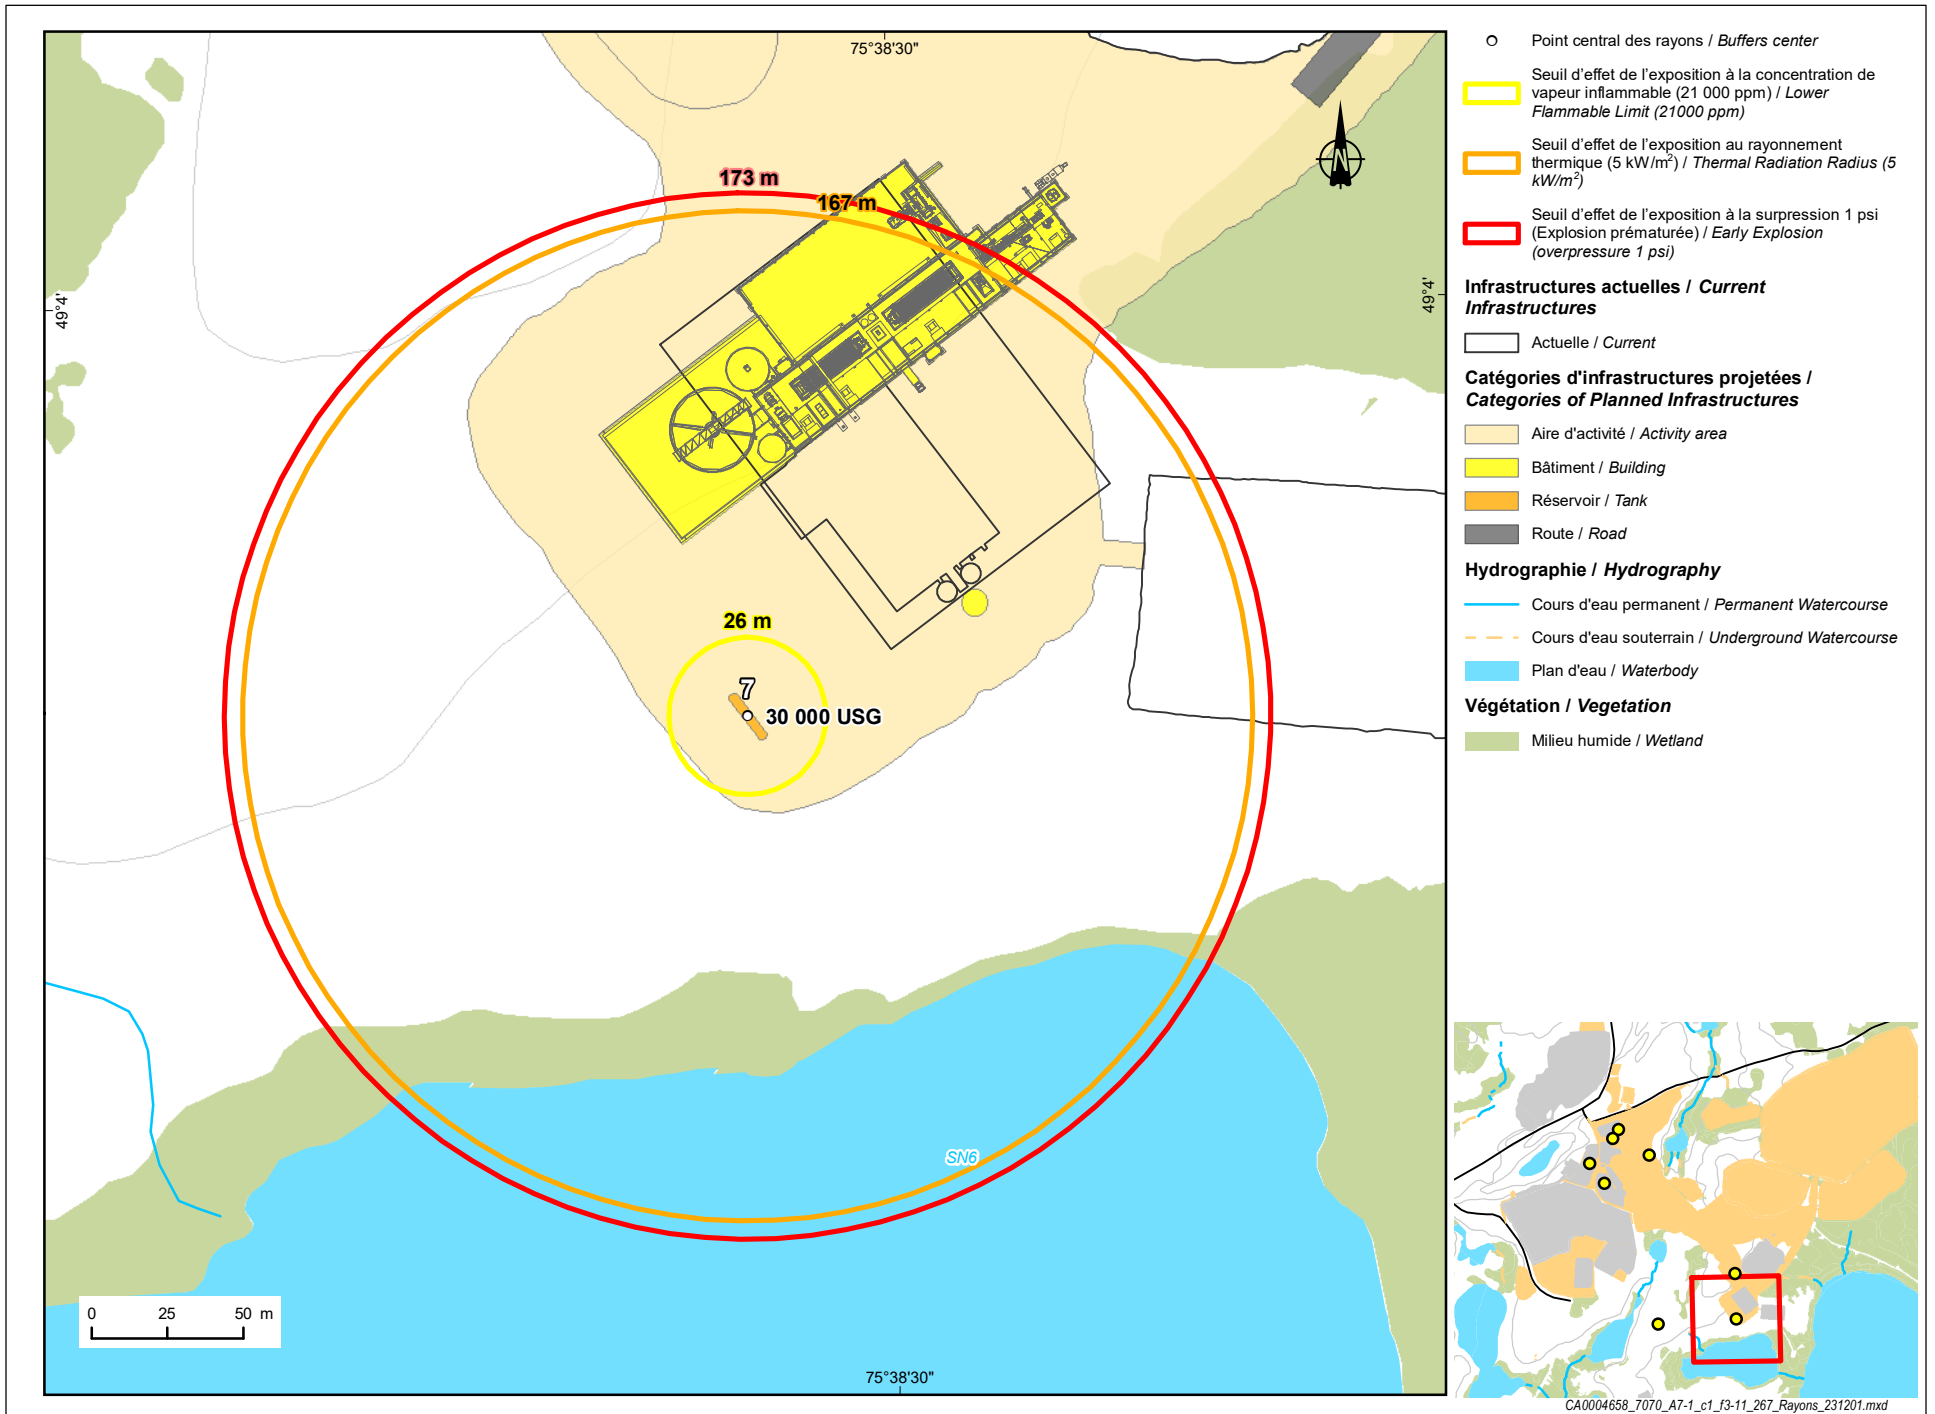 75°38'30"
49°4'
49°4'
173 m
167 m
26 m
7
30 000 USG
SN6
N
0 25 50 m
75°38'30"
Point central des rayons / Buffers center
Seuil d'effet de l'exposition à la concentration de
vapeur inflammable (21 000 ppm) / Lower
Flammable Limit (21000 ppm)
Seuil d'effet de l'exposition au rayonnement
thermique (5 kW/m²) / Thermal Radiation Radius (5
kW/m²)
Seuil d'effet de l'exposition à la surpression 1 psi
(Explosion prématurée) / Early Explosion
(overpressure 1 psi)
Infrastructures actuelles / Current
Infrastructures
Actuelle / Current
Catégories d'infrastructures projetées /
Categories of Planned Infrastructures
Aire d'activité / Activity area
Bâtiment / Building
Réservoir / Tank
Route / Road
Hydrographie / Hydrography
Cours d'eau permanent / Permanent Watercourse
Cours d'eau souterrain / Underground Watercourse
Plan d'eau / Waterbody
Végétation / Vegetation
Milieu humide / Wetland
CA0004658_7070_A7-1_c1_f3-11_267_Rayons_231201.mxd